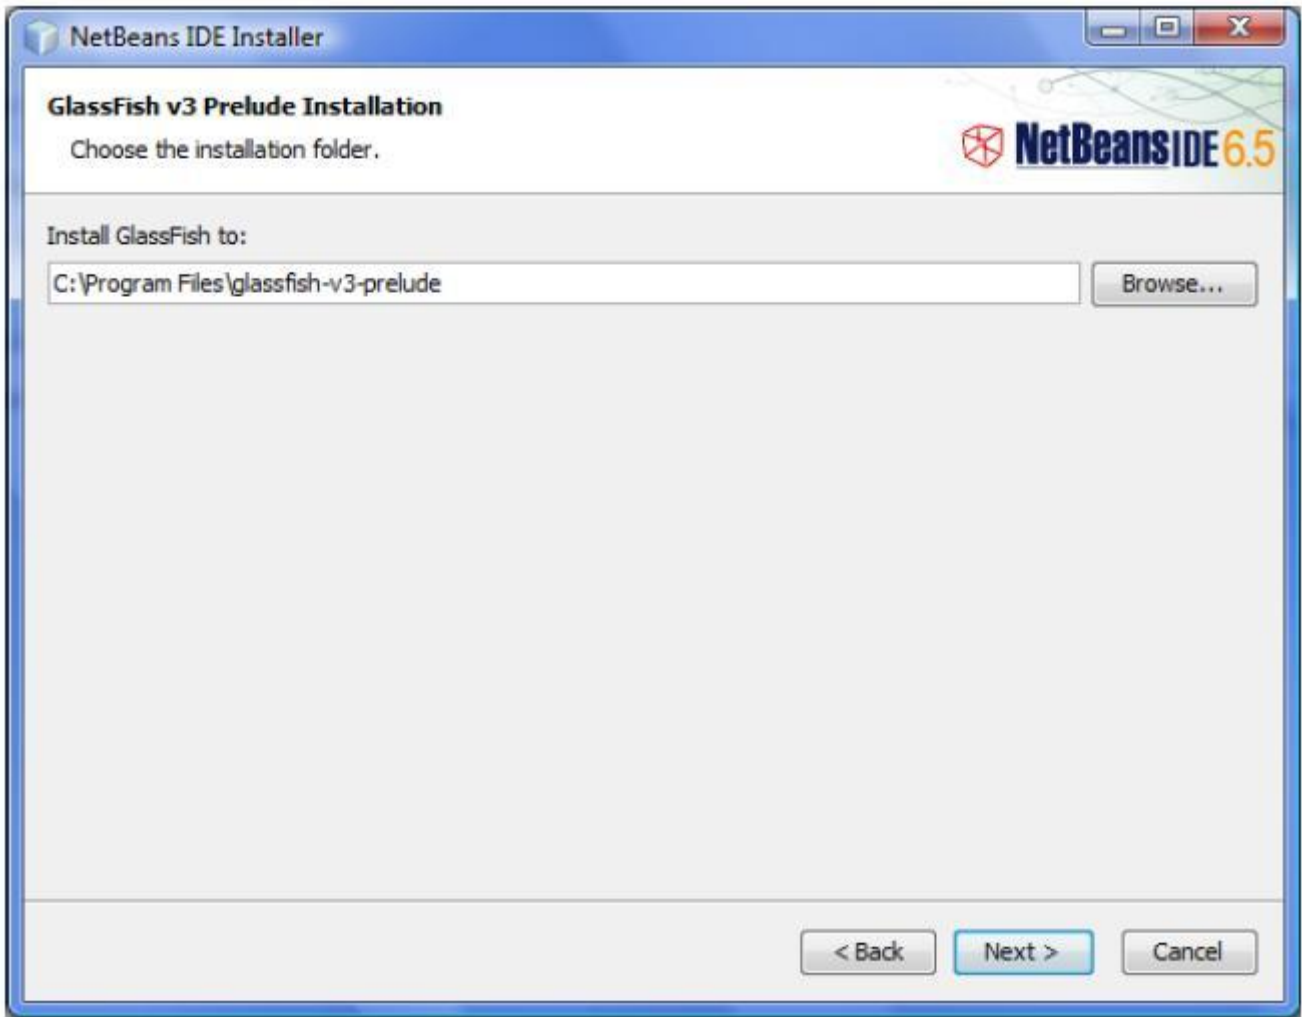 NetBeans IDE Installer
GlassFish v3 Prelude Installation
Choose the installation folder.
NetBeans IDE 6.5
Install GlassFish to:
C:\Program Files\glassfish-v3-prelude
Browse...
< Back
Next >
Cancel